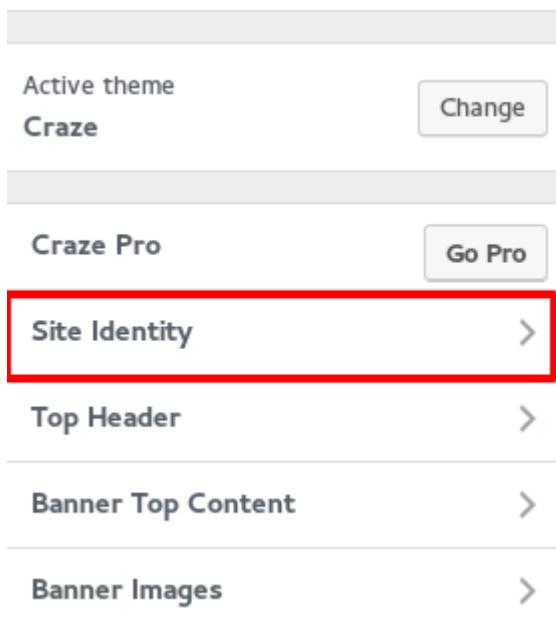 Active theme
Craze
Change
Craze Pro
Go Pro
Site Identity
Top Header
Banner Top Content
Banner Images